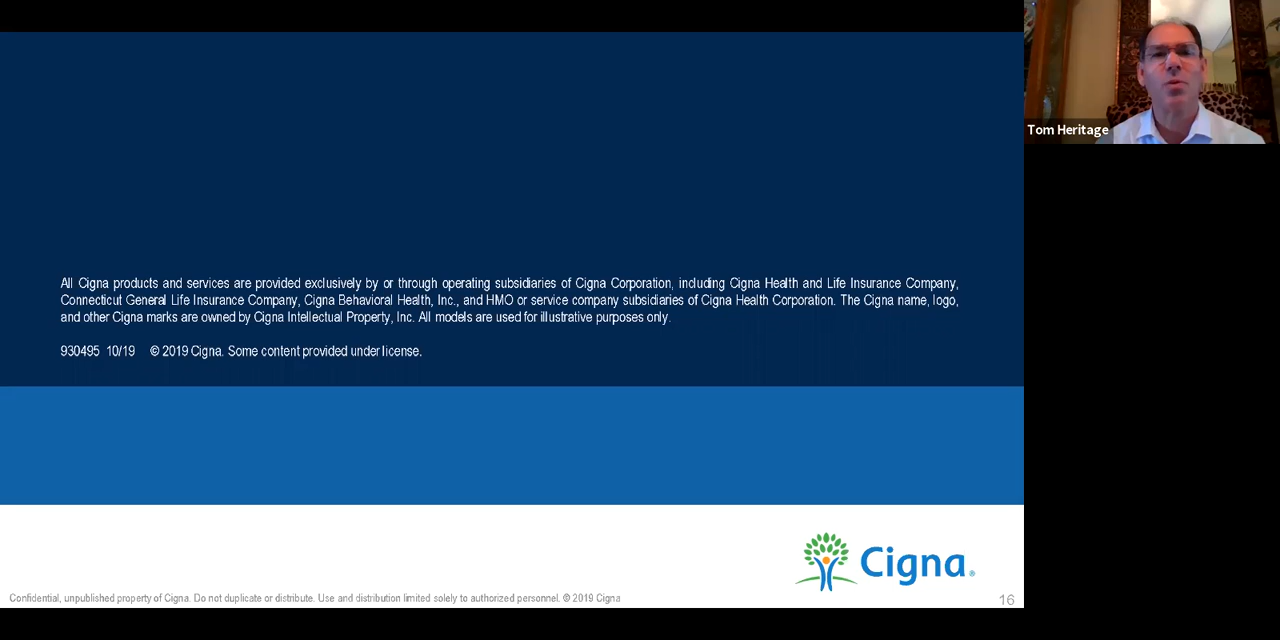 Tom Heritage
All Cigna products and services are provided exclusively by or through operating subsidiaries of Cigna Corporation, including Cigna Health and Life Insurance Company,
Connecticut General Life Insurance Company, Cigna Behavioral Health, Inc., and HMO or service company subsidiaries of Cigna Health Corporation. The Cigna name, logo,
and other Cigna marks are owned by Cigna Intellectual Property, Inc. All models are used for illustrative purposes only.
930495 10/19 © 2019 Cigna. Some content provided under license.
Cigna®
Confidential, unpublished property of Cigna. Do not duplicate or distribute. Use and distribution limited solely to authorized personnel. © 2019 Cigna
16